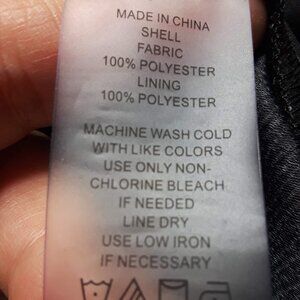 MADE IN CHINA
SHELL
FABRIC
100% POLYESTER
LINING
100% POLYESTER
MACHINE WASH COLD
WITH LIKE COLORS
USE ONLY NON-
CHLORINE BLEACH
IF NEEDED
LINE DRY
USE LOW IRON
IF NECESSARY